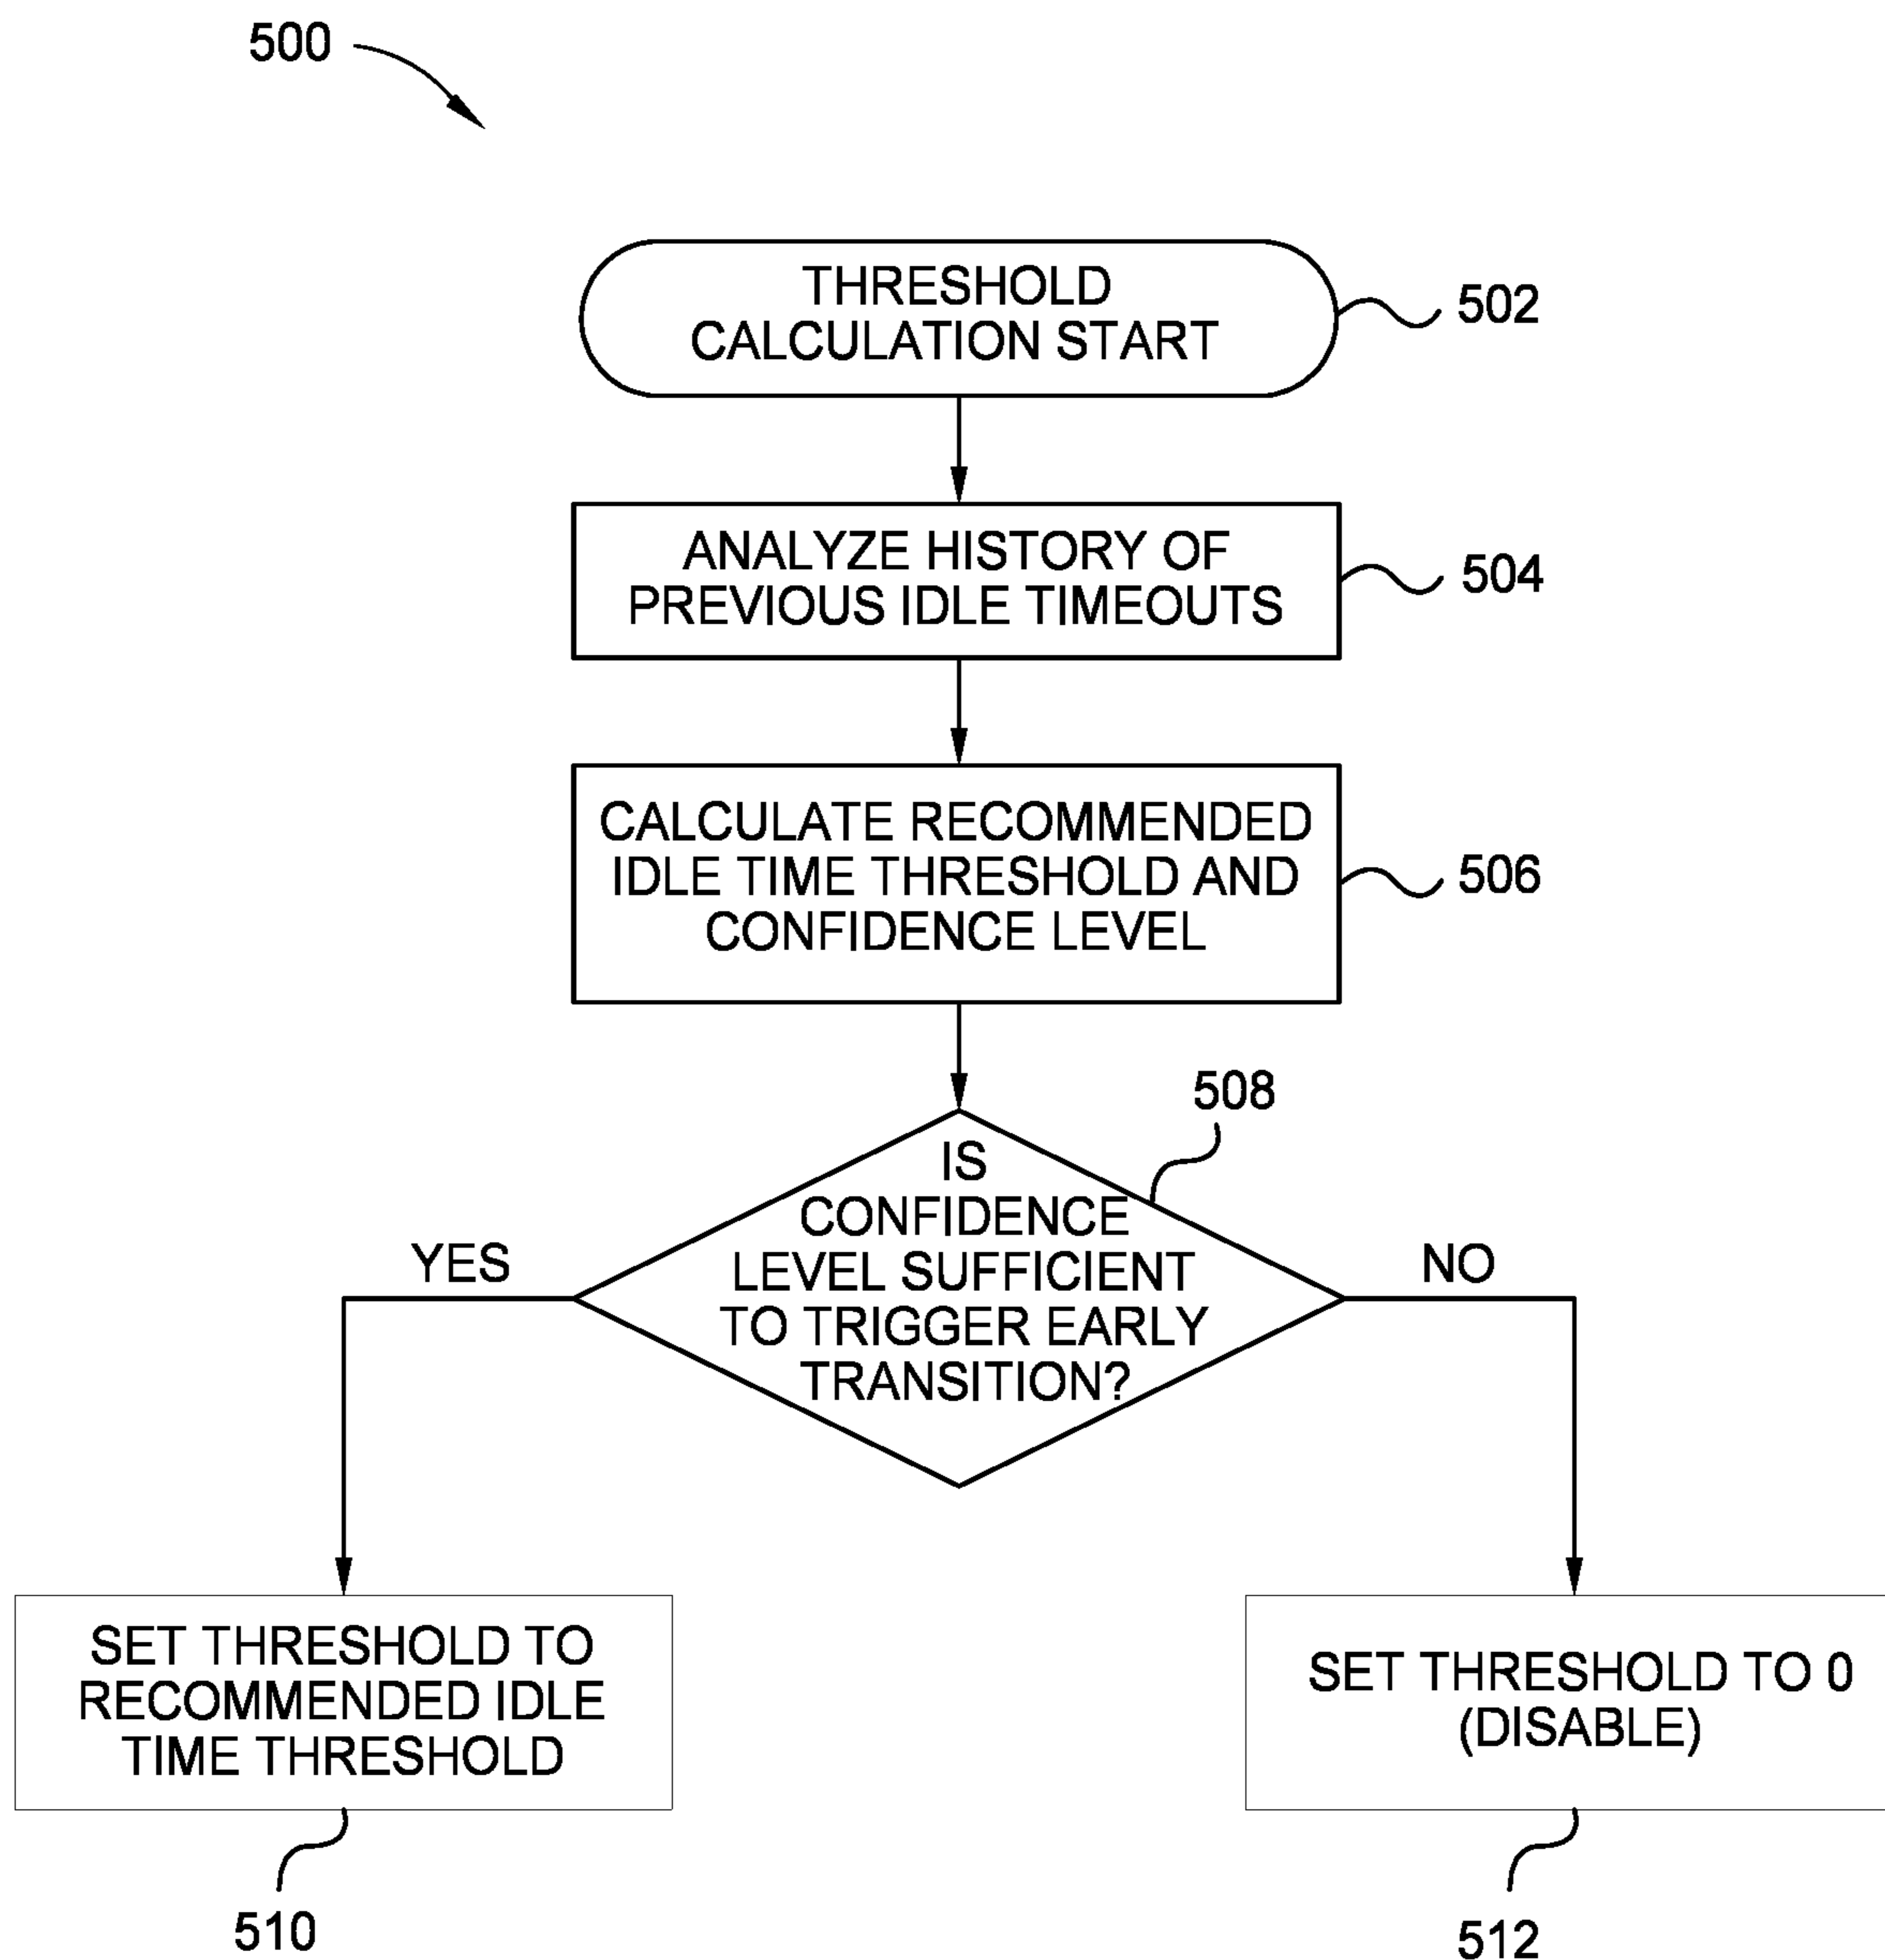 500
THRESHOLD
CALCULATION START
502
ANALYZE HISTORY OF
PREVIOUS IDLE TIMEOUTS
504
CALCULATE RECOMMENDED
IDLE TIME THRESHOLD AND
CONFIDENCE LEVEL
506
508
IS
CONFIDENCE
LEVEL SUFFICIENT
TO TRIGGER EARLY
TRANSITION?
YES
NO
SET THRESHOLD TO
RECOMMENDED IDLE
TIME THRESHOLD
510
SET THRESHOLD TO 0
(DISABLE)
512